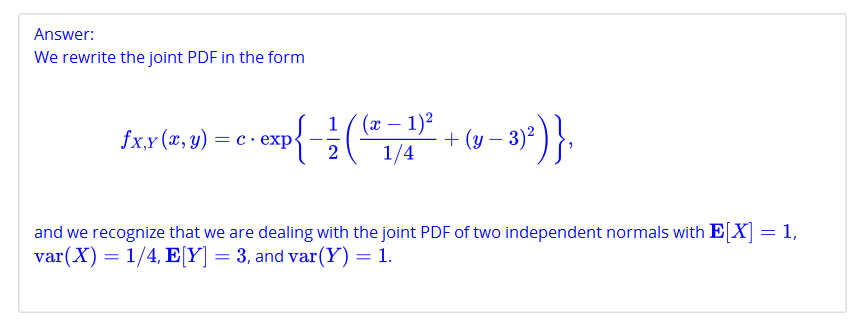 Answer:
We rewrite the joint PDF in the form
f_{X,Y}(x, y) = c · exp{ −\frac{1}{2} ( \frac{(x − 1)^2}{1/4} + (y − 3)^2 ) },
and we recognize that we are dealing with the joint PDF of two independent normals with E[X] = 1,
var(X) = 1/4, E[Y] = 3, and var(Y) = 1.